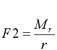 F2 = M_r / r